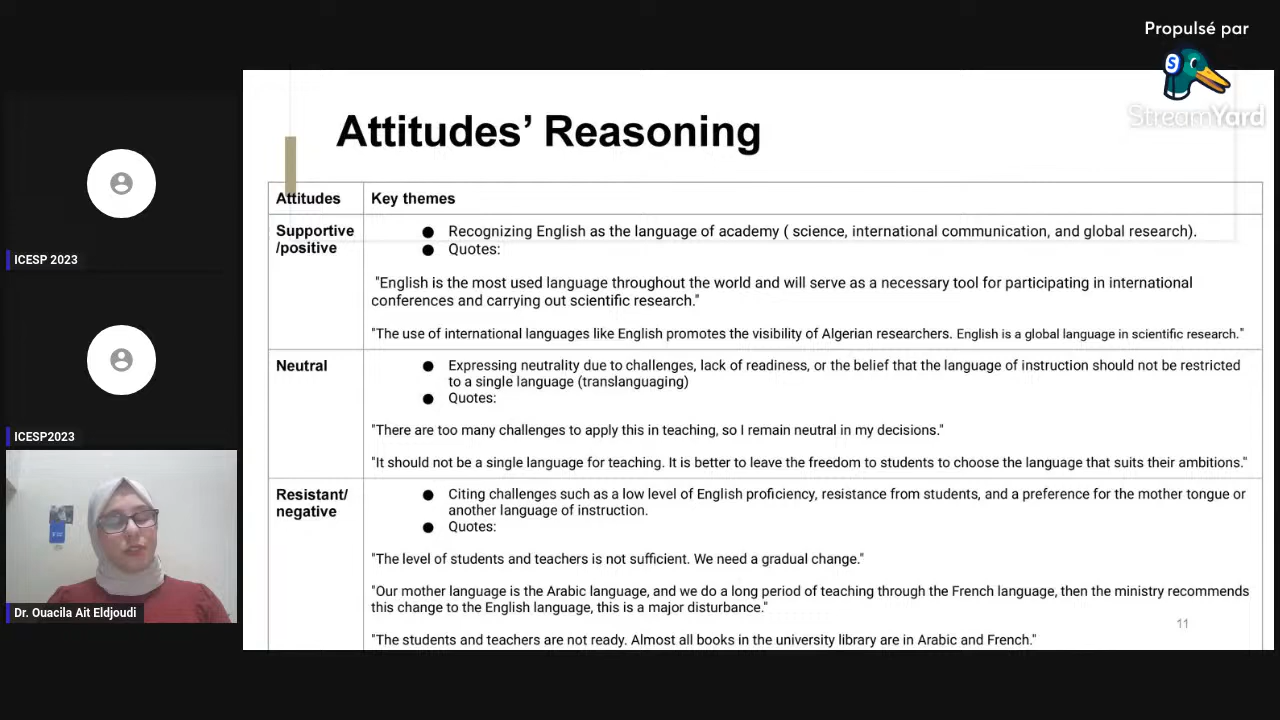 Propulsé par
S
StreamYard
Attitudes’ Reasoning
Attitudes
Key themes
Supportive
/positive
● Recognizing English as the language of academy ( science, international communication, and global research).
● Quotes:
"English is the most used language throughout the world and will serve as a necessary tool for participating in international
conferences and carrying out scientific research."
"The use of international languages like English promotes the visibility of Algerian researchers. English is a global language in scientific research."
Neutral
● Expressing neutrality due to challenges, lack of readiness, or the belief that the language of instruction should not be restricted
to a single language (translanguaging)
● Quotes:
"There are too many challenges to apply this in teaching, so I remain neutral in my decisions."
"It should not be a single language for teaching. It is better to leave the freedom to students to choose the language that suits their ambitions."
Resistant/
negative
● Citing challenges such as a low level of English proficiency, resistance from students, and a preference for the mother tongue or
another language of instruction.
● Quotes:
"The level of students and teachers is not sufficient. We need a gradual change."
"Our mother language is the Arabic language, and we do a long period of teaching through the French language, then the ministry recommends
this change to the English language, this is a major disturbance."
"The students and teachers are not ready. Almost all books in the university library are in Arabic and French."
11
ICESP 2023
ICESP2023
Dr. Ouacila Ait Eldjoudi